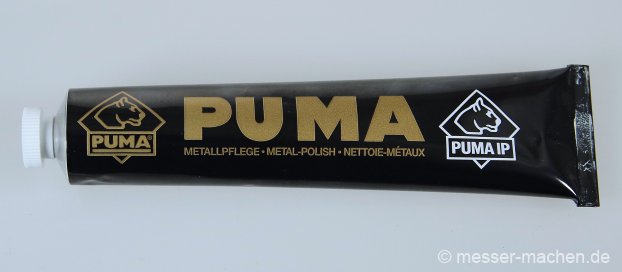 PUMA®
PUMA
METALLPFLEGE • METAL-POLISH • NETTOIE-MÉTAUX
PUMA IP
© messer-machen.de